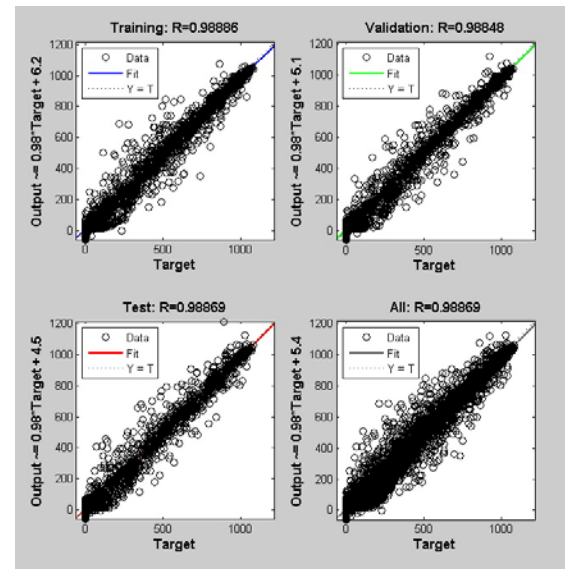 Training: R=0.98886
Output ~= 0.98*Target + 6.2
1200
1000
800
600
400
200
0
Data
Fit
Y = T
0
500
1000
Target
Validation: R=0.98848
Output ~= 0.98*Target + 5.1
1200
1000
800
600
400
200
0
Data
Fit
Y = T
0
500
1000
Target
Test: R=0.98869
Output ~= 0.98*Target + 4.5
1200
1000
800
600
400
200
0
Data
Fit
Y = T
0
500
1000
Target
All: R=0.98869
Output ~= 0.98*Target + 5.4
1200
1000
800
600
400
200
0
Data
Fit
Y = T
0
500
1000
Target